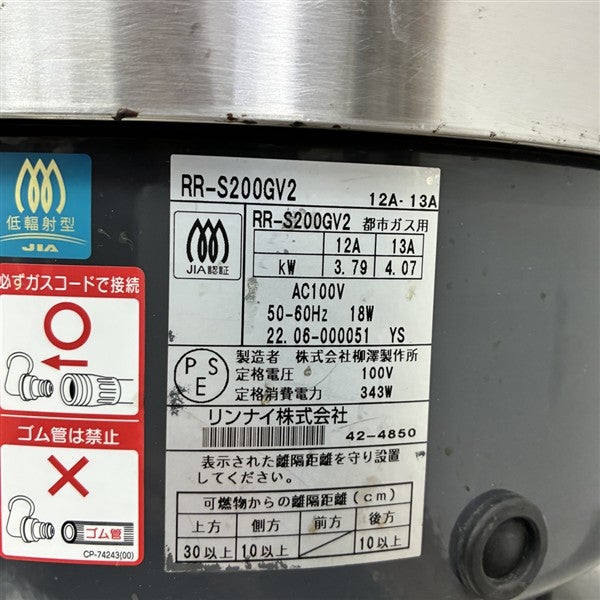 低輻射型
JIA
必ずガスコードで接続
ゴム管は禁止
ゴム管
CP-74243(00)
RR-S200GV2 12A・13A
JIA認証
RR-S200GV2 都市ガス用
12A 13A
kW 3.79 4.07
AC100V
50-60Hz 18W
22.06-000051 YS
PSE
製造者 株式会社柳澤製作所
定格電圧 100V
定格消費電力 343W
リンナイ株式会社
42-4850
表示された離隔距離を守り設置
してください。
可燃物からの離隔距離(cm)
上方 側方 前方 後方
30以上 10以上 10以上